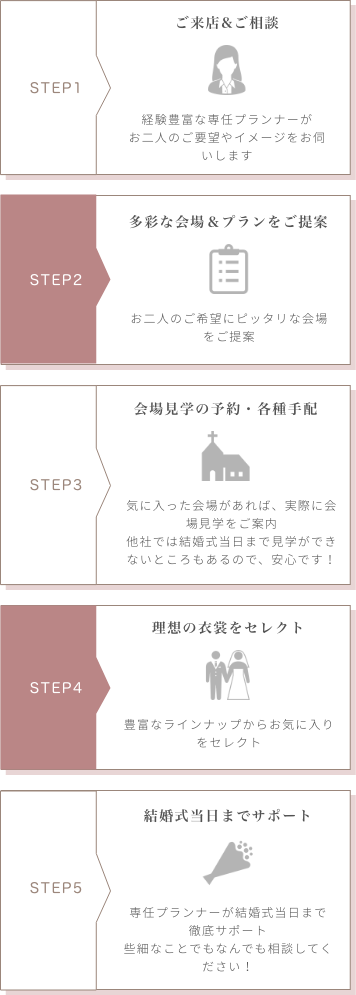 STEP1
ご来店&ご相談
経験豊富な専任プランナーが
お二人のご要望やイメージをお伺
いします
STEP2
多彩な会場&プランをご提案
お二人のご希望にピッタリな会場
をご提案
STEP3
会場見学の予約・各種手配
気に入った会場があれば、実際に会
場見学をご案内
他社では結婚式当日まで見学ができ
ないところもあるので、安心です！
STEP4
理想の衣裳をセレクト
豊富なラインナップからお気に入り
をセレクト
STEP5
結婚式当日までサポート
専任プランナーが結婚式当日まで
徹底サポート
些細なことでもなんでも相談してく
ださい！